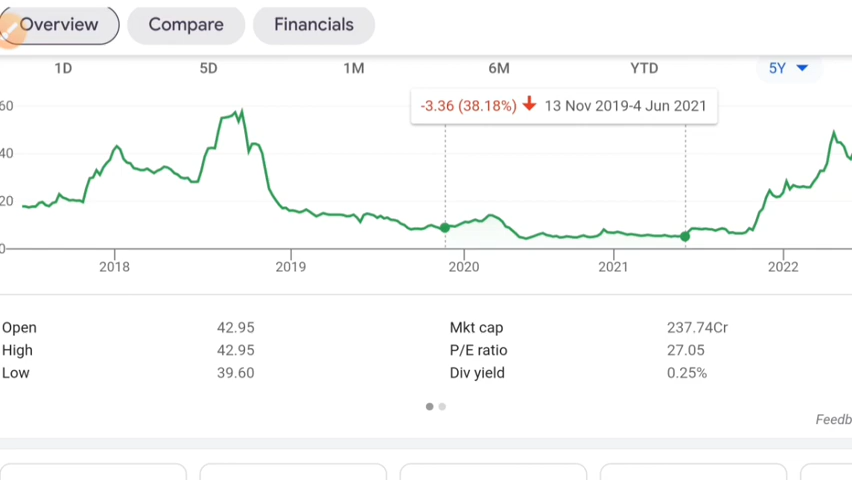 Overview Compare Financials
1D 5D 1M 6M YTD 5Y
-3.36 (38.18%) 13 Nov 2019-4 Jun 2021
60
40
20
0
2018 2019 2020 2021 2022
Open 42.95 Mkt cap 237.74Cr
High 42.95 P/E ratio 27.05
Low 39.60 Div yield 0.25%
Feedb